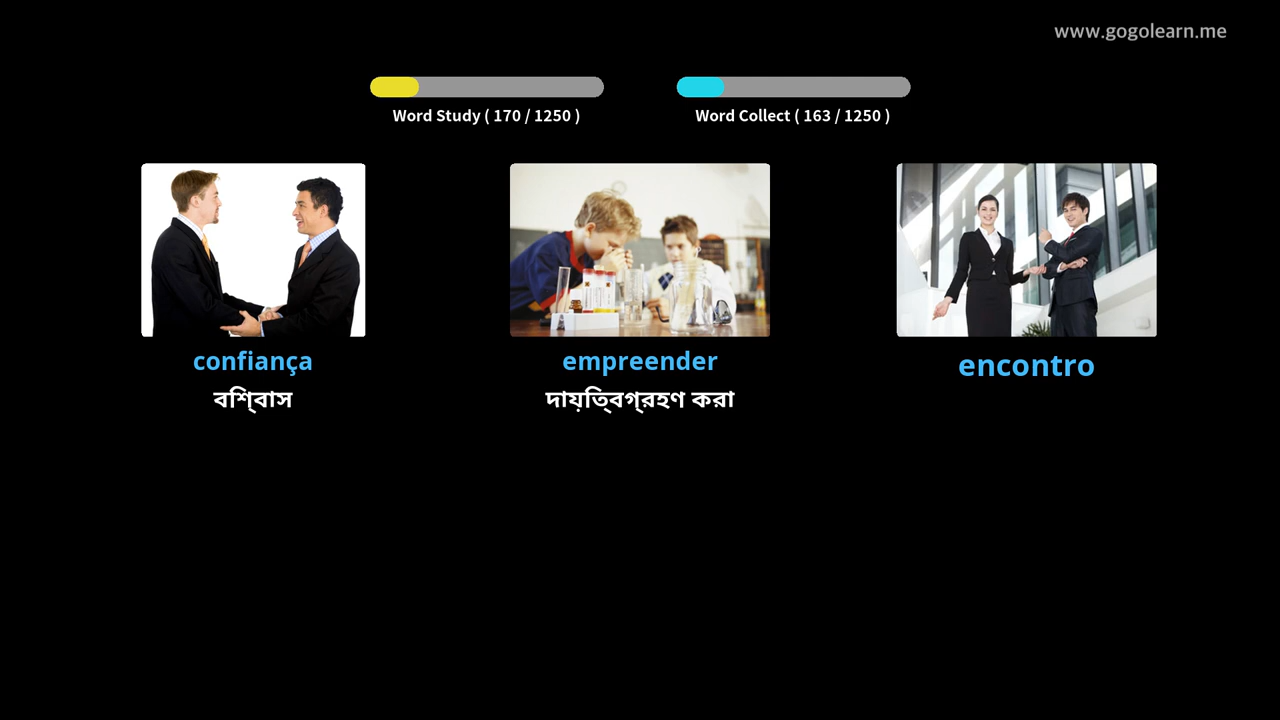 www.gogolearn.me
Word Study ( 170 / 1250 )
Word Collect ( 163 / 1250 )
confiança
empreender
encontro
বিশ্বাস
দায়িত্বগ্রহণ করা